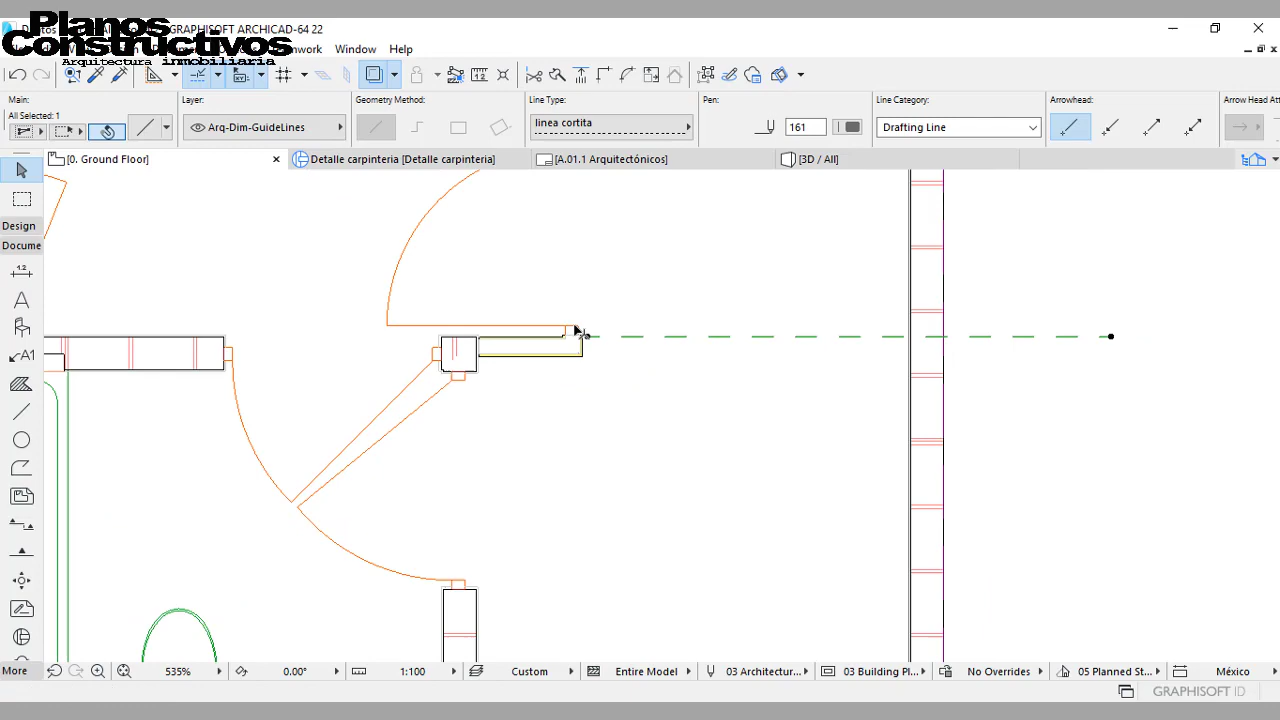 Planos
Constructivos
Arquitectura inmobiliaria
GRAPHISOFT ARCHICAD-64 22
Window Help
Main:
All Selected: 1
Layer:
Arq-Dim-GuideLines
Geometry Method:
Line Type:
linea cortita
Pen:
161
Line Category:
Drafting Line
Arrowhead:
Arrow Head At
[0. Ground Floor]
Detalle carpinteria [Detalle carpinteria]
[A.01.1 Arquitectónicos]
[3D / All]
Design
Docume
1.2
A
A1
More
535%
0.00°
1:100
Custom
Entire Model
03 Architectur...
03 Building Pl...
No Overrides
05 Planned St...
México
GRAPHISOFT ID